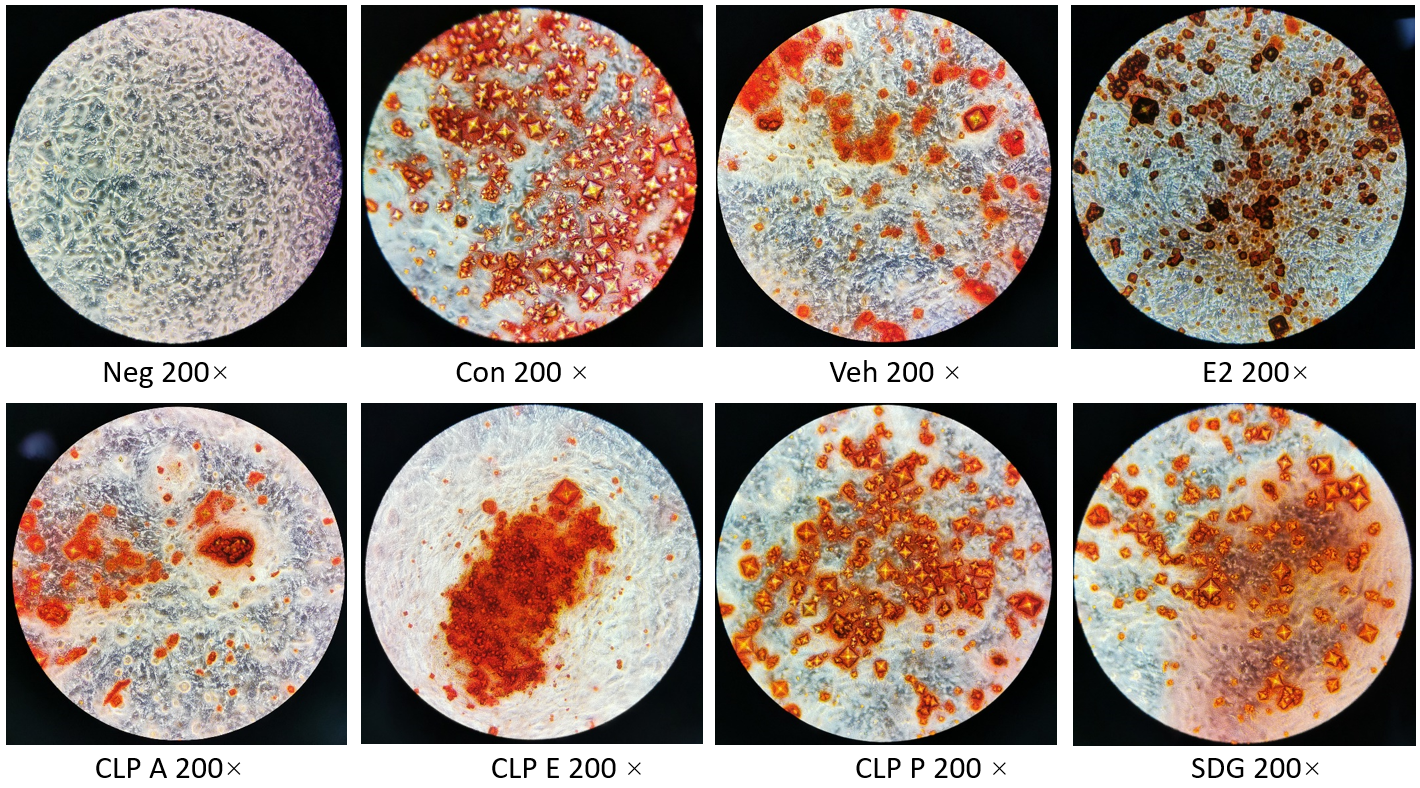 Neg 200×
Con 200 ×
Veh 200 ×
E2 200×
CLP A 200×
CLP E 200 ×
CLP P 200 ×
SDG 200×